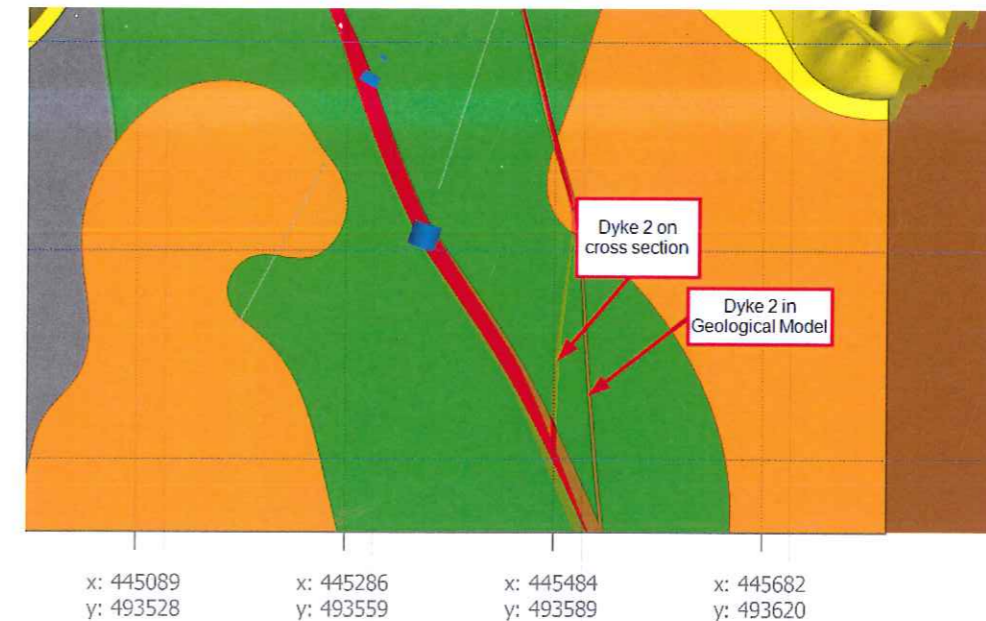 Dyke 2 on
cross section
Dyke 2 in
Geological Model
x: 445089
y: 493528
x: 445286
y: 493559
x: 445484
y: 493589
x: 445682
y: 493620